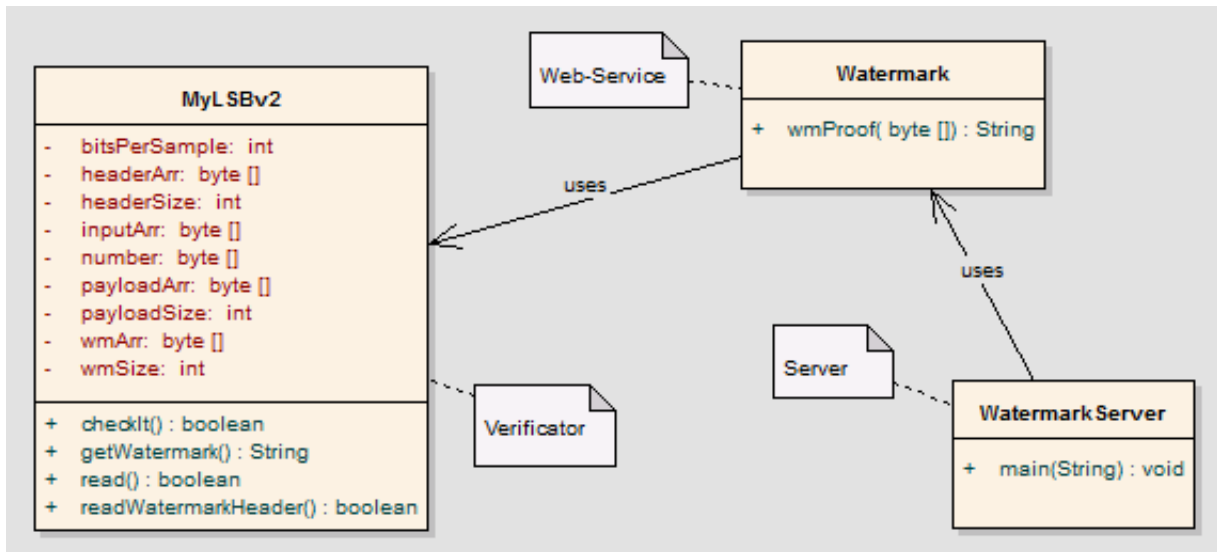 MyLSBv2
- bitsPerSample: int
- headerArr: byte []
- headerSize: int
- inputArr: byte []
- number: byte []
- payloadArr: byte []
- payloadSize: int
- wmArr: byte []
- wmSize: int
+ checkIt() : boolean
+ getWatermark() : String
+ read() : boolean
+ readWatermarkHeader() : boolean
Verificator
uses
Web-Service
Watermark
+ wmProof( byte []) : String
uses
Server
WatermarkServer
+ main(String) : void